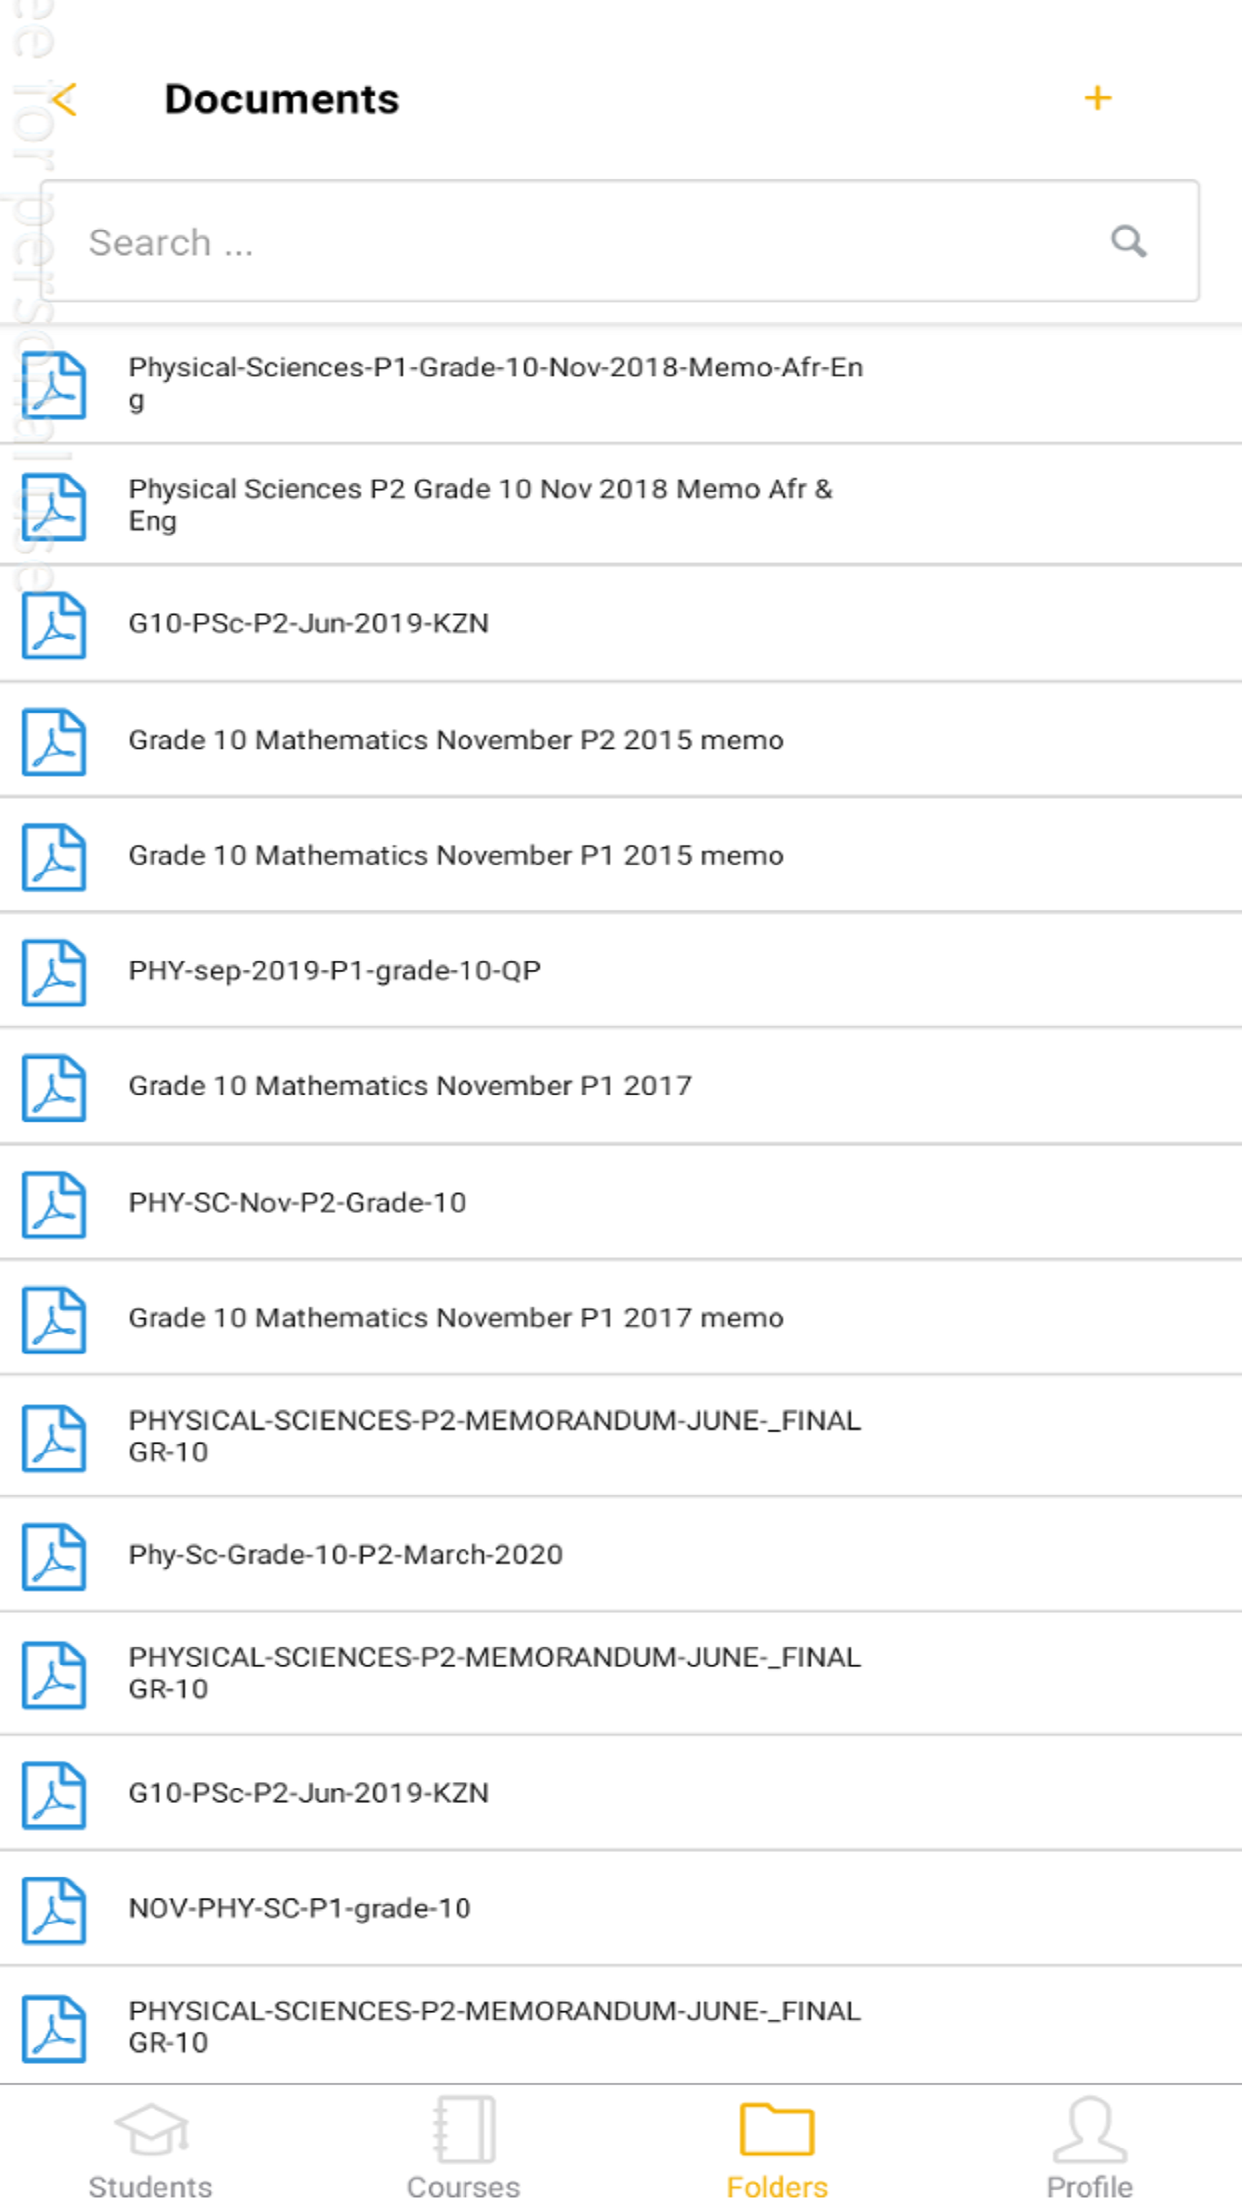 ee for personal use
Documents
Search ...
Physical-Sciences-P1-Grade-10-Nov-2018-Memo-Afr-En
g
Physical Sciences P2 Grade 10 Nov 2018 Memo Afr &
Eng
G10-PSc-P2-Jun-2019-KZN
Grade 10 Mathematics November P2 2015 memo
Grade 10 Mathematics November P1 2015 memo
PHY-sep-2019-P1-grade-10-QP
Grade 10 Mathematics November P1 2017
PHY-SC-Nov-P2-Grade-10
Grade 10 Mathematics November P1 2017 memo
PHYSICAL-SCIENCES-P2-MEMORANDUM-JUNE-_FINAL
GR-10
Phy-Sc-Grade-10-P2-March-2020
PHYSICAL-SCIENCES-P2-MEMORANDUM-JUNE-_FINAL
GR-10
G10-PSc-P2-Jun-2019-KZN
NOV-PHY-SC-P1-grade-10
PHYSICAL-SCIENCES-P2-MEMORANDUM-JUNE-_FINAL
GR-10
Students
Courses
Folders
Profile